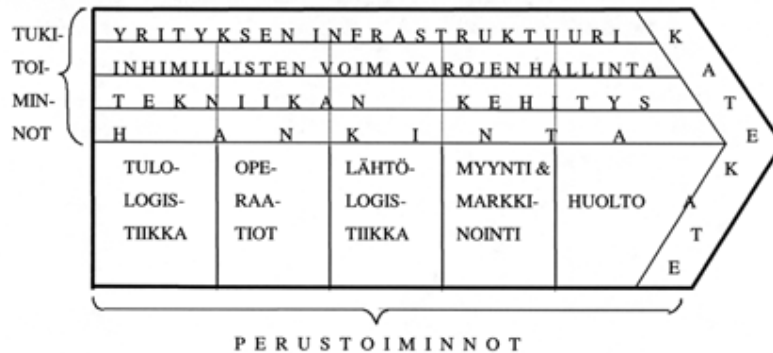 TUKI-
TOI-
MIN-
NOT
YRITYKSEN INFRASTRUKTUURI
INHIMILLISTEN VOIMAVAROJEN HALLINTA
TEKNIIKAN KEHITYS
HANKINTA
TULO-
LOGIS-
TIIKKA
OPE-
RAA-
TIOT
LÄHTÖ-
LOGIS-
TIIKKA
MYYNTI &
MARKKI-
NOINTI
HUOLTO
KATE
KATE
PERUSTOIMINNOT